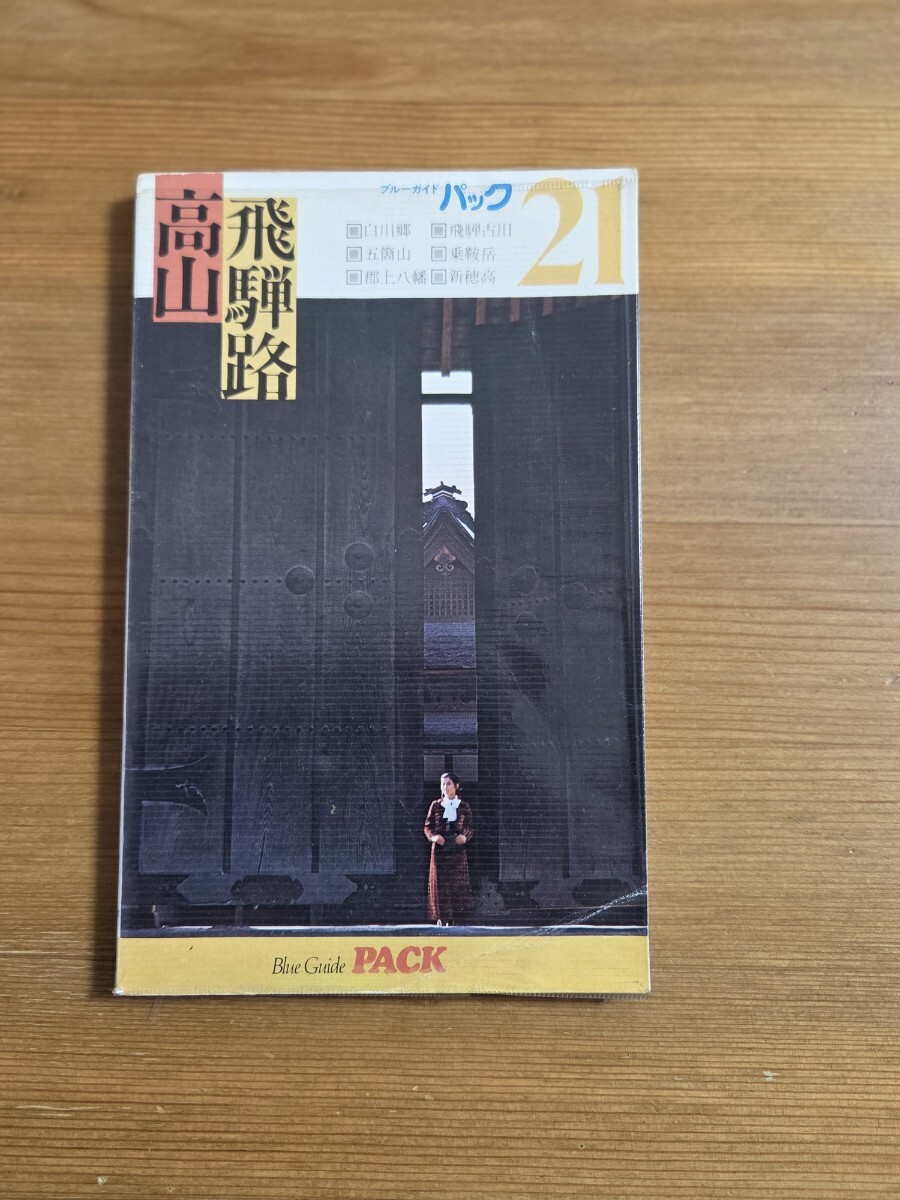 高山
飛騨路
ブルーガイド パック 21
■白川郷 ■飛騨古川
■五箇山 ■乗鞍岳
■郡上八幡 ■新穂高
Blue Guide PACK